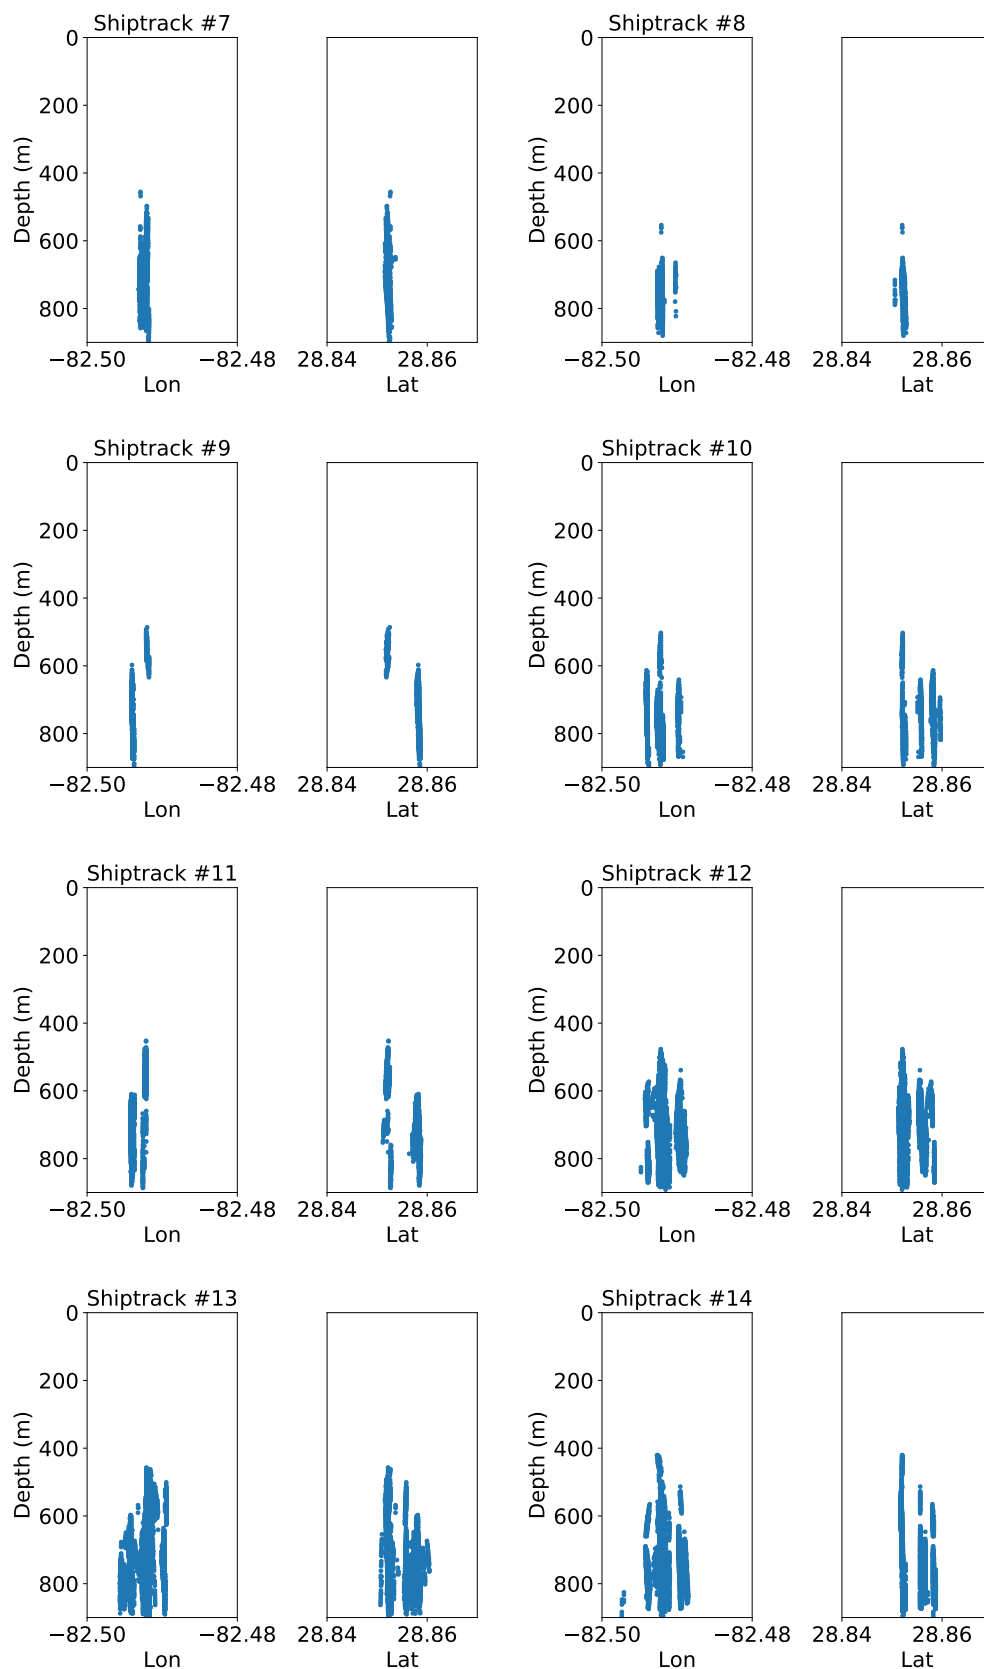 Shiptrack #7
Shiptrack #8
0
200
400
600
800
Depth (m)
−82.50
−82.48
Lon
28.84
28.86
Lat
0
200
400
600
800
Depth (m)
−82.50
−82.48
Lon
28.84
28.86
Lat
Shiptrack #9
Shiptrack #10
0
200
400
600
800
Depth (m)
−82.50
−82.48
Lon
28.84
28.86
Lat
0
200
400
600
800
Depth (m)
−82.50
−82.48
Lon
28.84
28.86
Lat
Shiptrack #11
Shiptrack #12
0
200
400
600
800
Depth (m)
−82.50
−82.48
Lon
28.84
28.86
Lat
0
200
400
600
800
Depth (m)
−82.50
−82.48
Lon
28.84
28.86
Lat
Shiptrack #13
Shiptrack #14
0
200
400
600
800
Depth (m)
−82.50
−82.48
Lon
28.84
28.86
Lat
0
200
400
600
800
Depth (m)
−82.50
−82.48
Lon
28.84
28.86
Lat